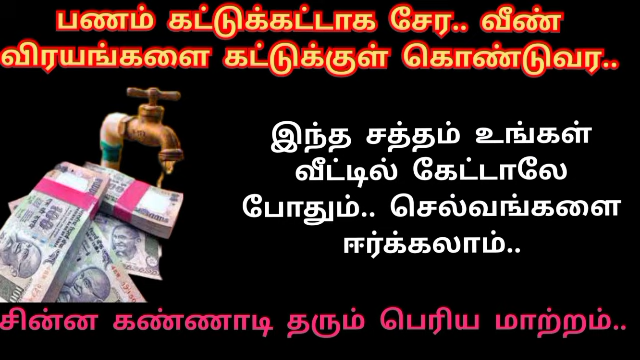 பணம் கட்டுக்கட்டாக சேர.. வீண்
விரயங்களை கட்டுக்குள் கொண்டுவர..
இந்த சத்தம் உங்கள்
வீட்டில் கேட்டாலே
போதும்.. செல்வங்களை
ஈர்க்கலாம்..
சின்ன கண்ணாடி தரும் பெரிய மாற்றம்..